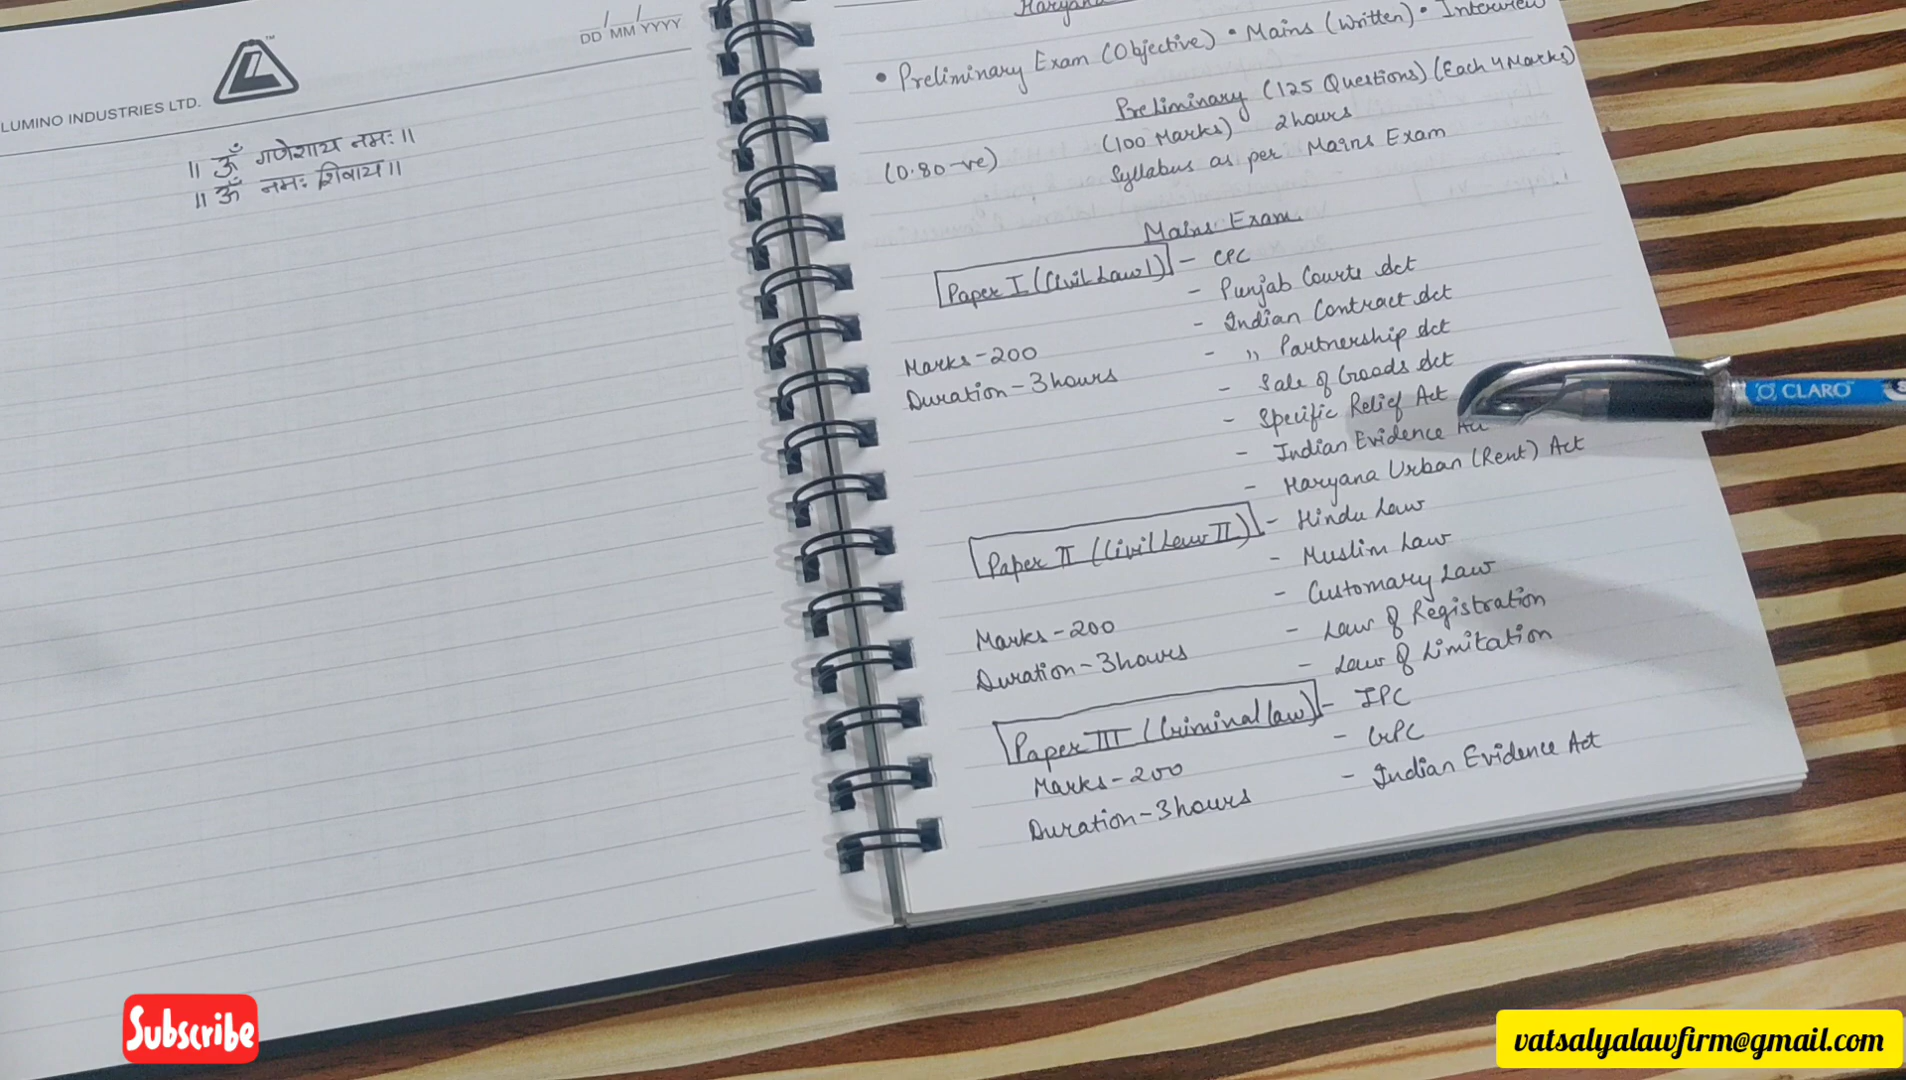 LUMINO INDUSTRIES LTD.
TM
DD MM YYYY
|| ॐ गणेशाय नमः ||
|| ॐ नमः शिवाय ||
Haryana
• Preliminary Exam (Objective) • Mains (Written) • Interview
Preliminary (125 Questions) (Each 4 Marks)
(0.80 -ve) (100 Marks) 2 hours
Syllabus as per Mains Exam
Mains Exam
Paper I (Civil Law I) - CPC
- Punjab Courts Act
- Indian Contract Act
Marks - 200 - " Partnership Act
Duration - 3 hours - Sale of Goods Act
- Specific Relief Act
- Indian Evidence Act
- Haryana Urban (Rent) Act
Paper II (Civil Law II) - Hindu Law
- Muslim Law
- Customary Law
Marks - 200 - Law of Registration
Duration - 3 hours - Law of Limitation
Paper III (Criminal Law) - IPC
Marks - 200 - CrPC
Duration - 3 hours - Indian Evidence Act
CLARO
Subscribe
vatsalyalawfirm@gmail.com